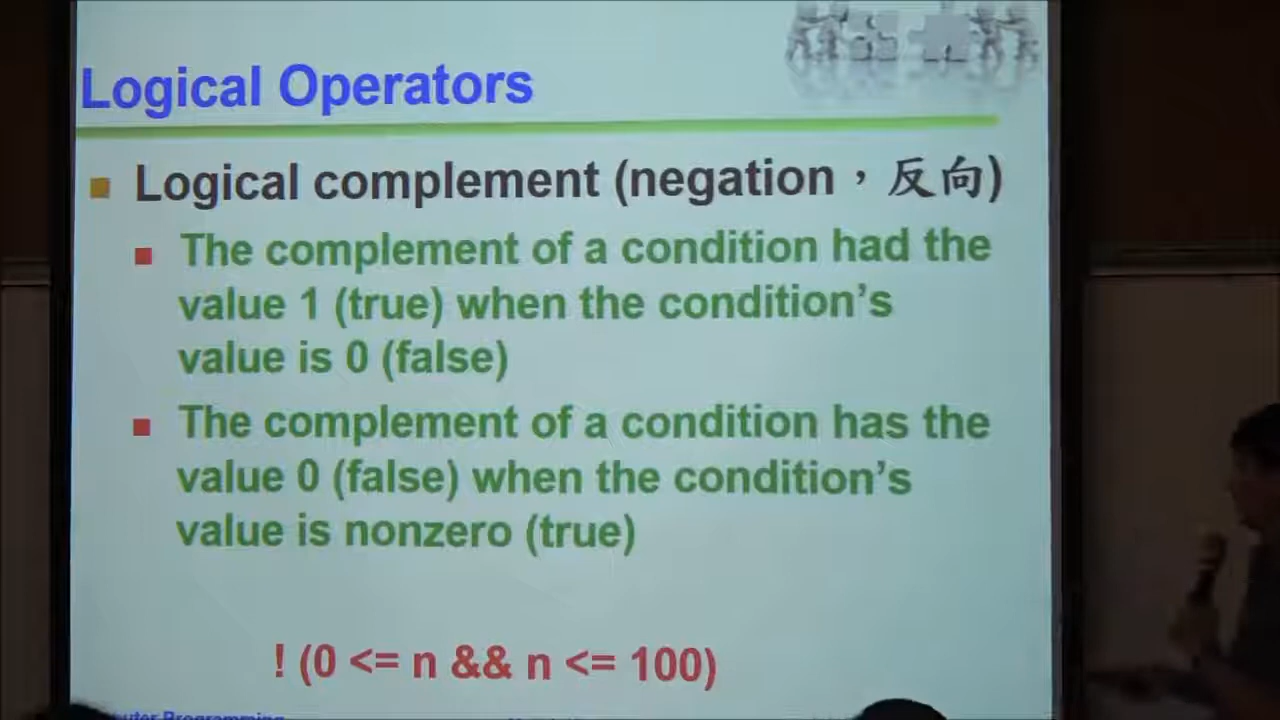 Logical Operators
Logical complement (negation，反向)
The complement of a condition had the
value 1 (true) when the condition’s
value is 0 (false)
The complement of a condition has the
value 0 (false) when the condition’s
value is nonzero (true)
! (0 <= n && n <= 100)
Programming